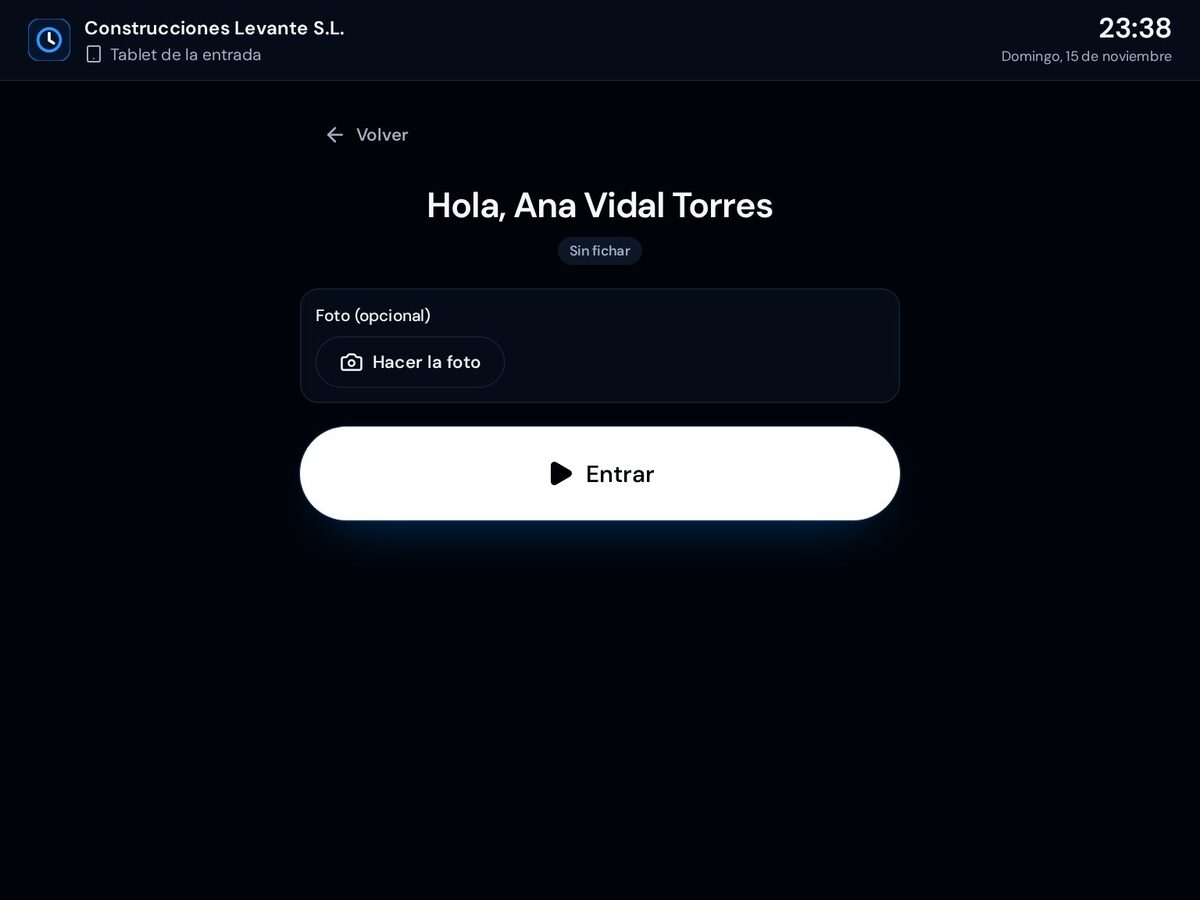 Construcciones Levante S.L.
Tablet de la entrada
23:38
Domingo, 15 de noviembre
Volver
Hola, Ana Vidal Torres
Sin fichar
Foto (opcional)
Hacer la foto
Entrar